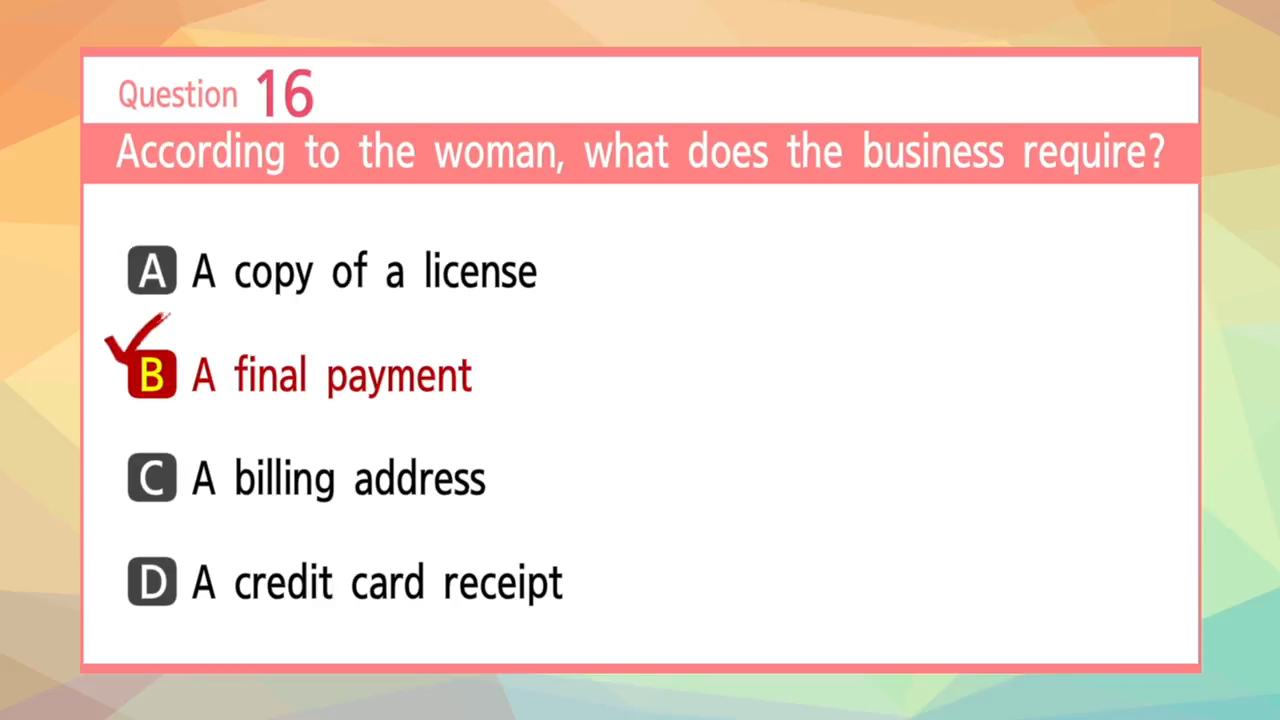 Question 16
According to the woman, what does the business require?
A A copy of a license
B A final payment
C A billing address
D A credit card receipt